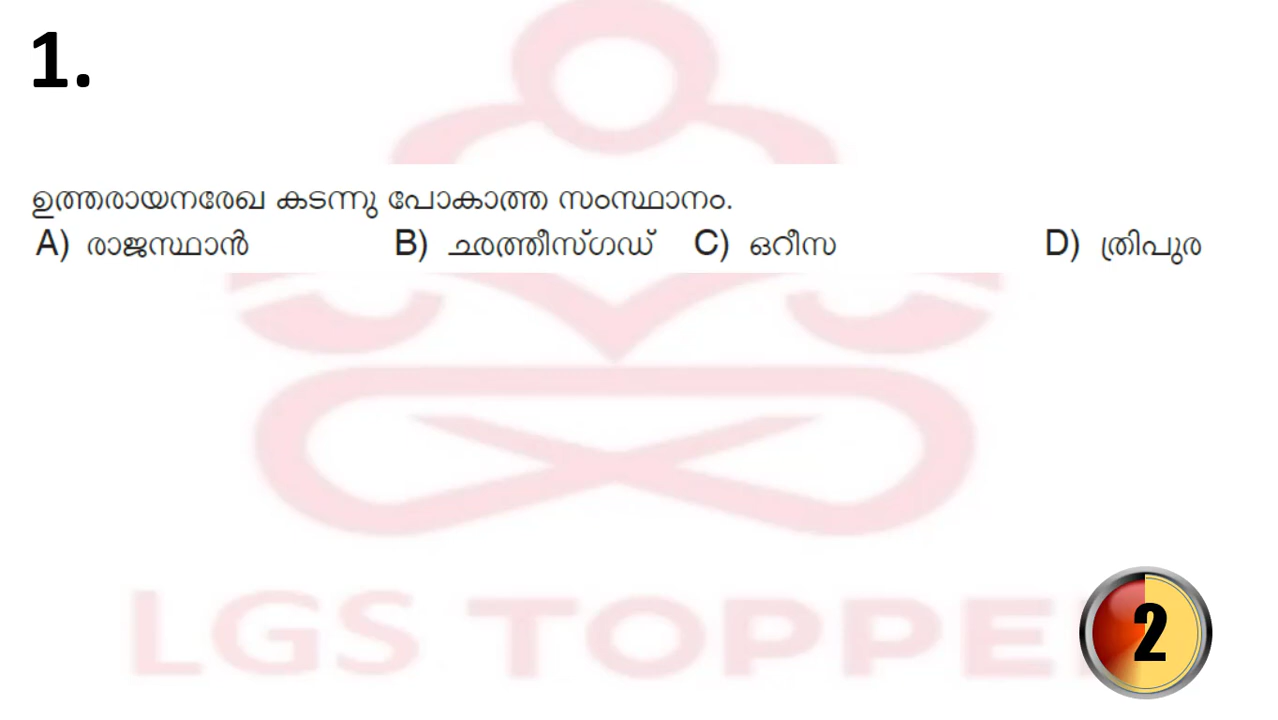 1.
ഉത്തരായനരേഖ കടന്നു പോകാത്ത സംസ്ഥാനം.
A) രാജസ്ഥാൻ B) ഛത്തീസ്ഗഡ് C) ഒറീസ D) ത്രിപുര
LGS TOPPE
2